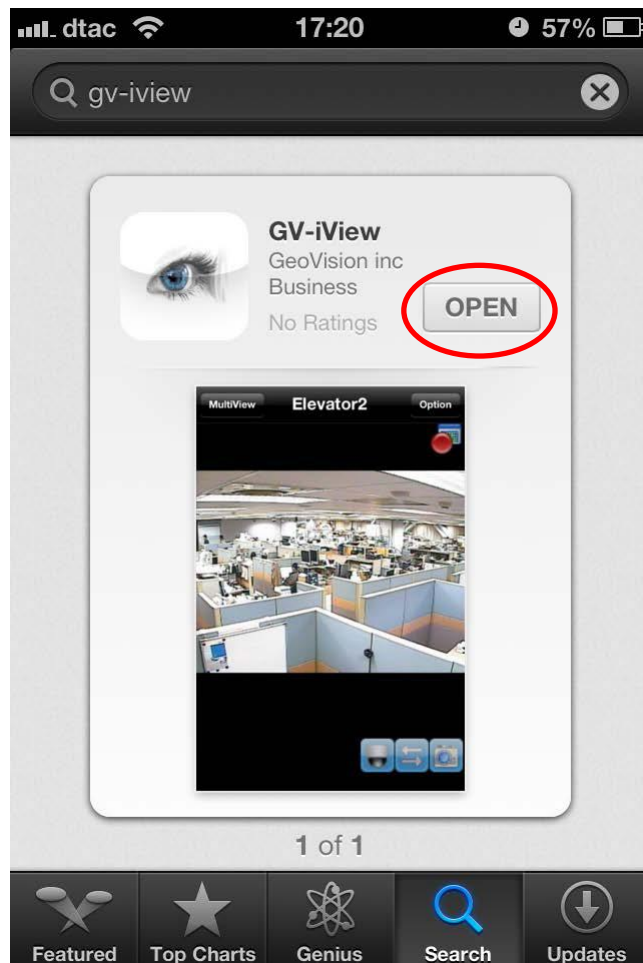 dtac 17:20 57%
gv-iview
GV-iView
GeoVision inc
Business
No Ratings
OPEN
MultiView Elevator2 Option
1 of 1
Featured Top Charts Genius Search Updates